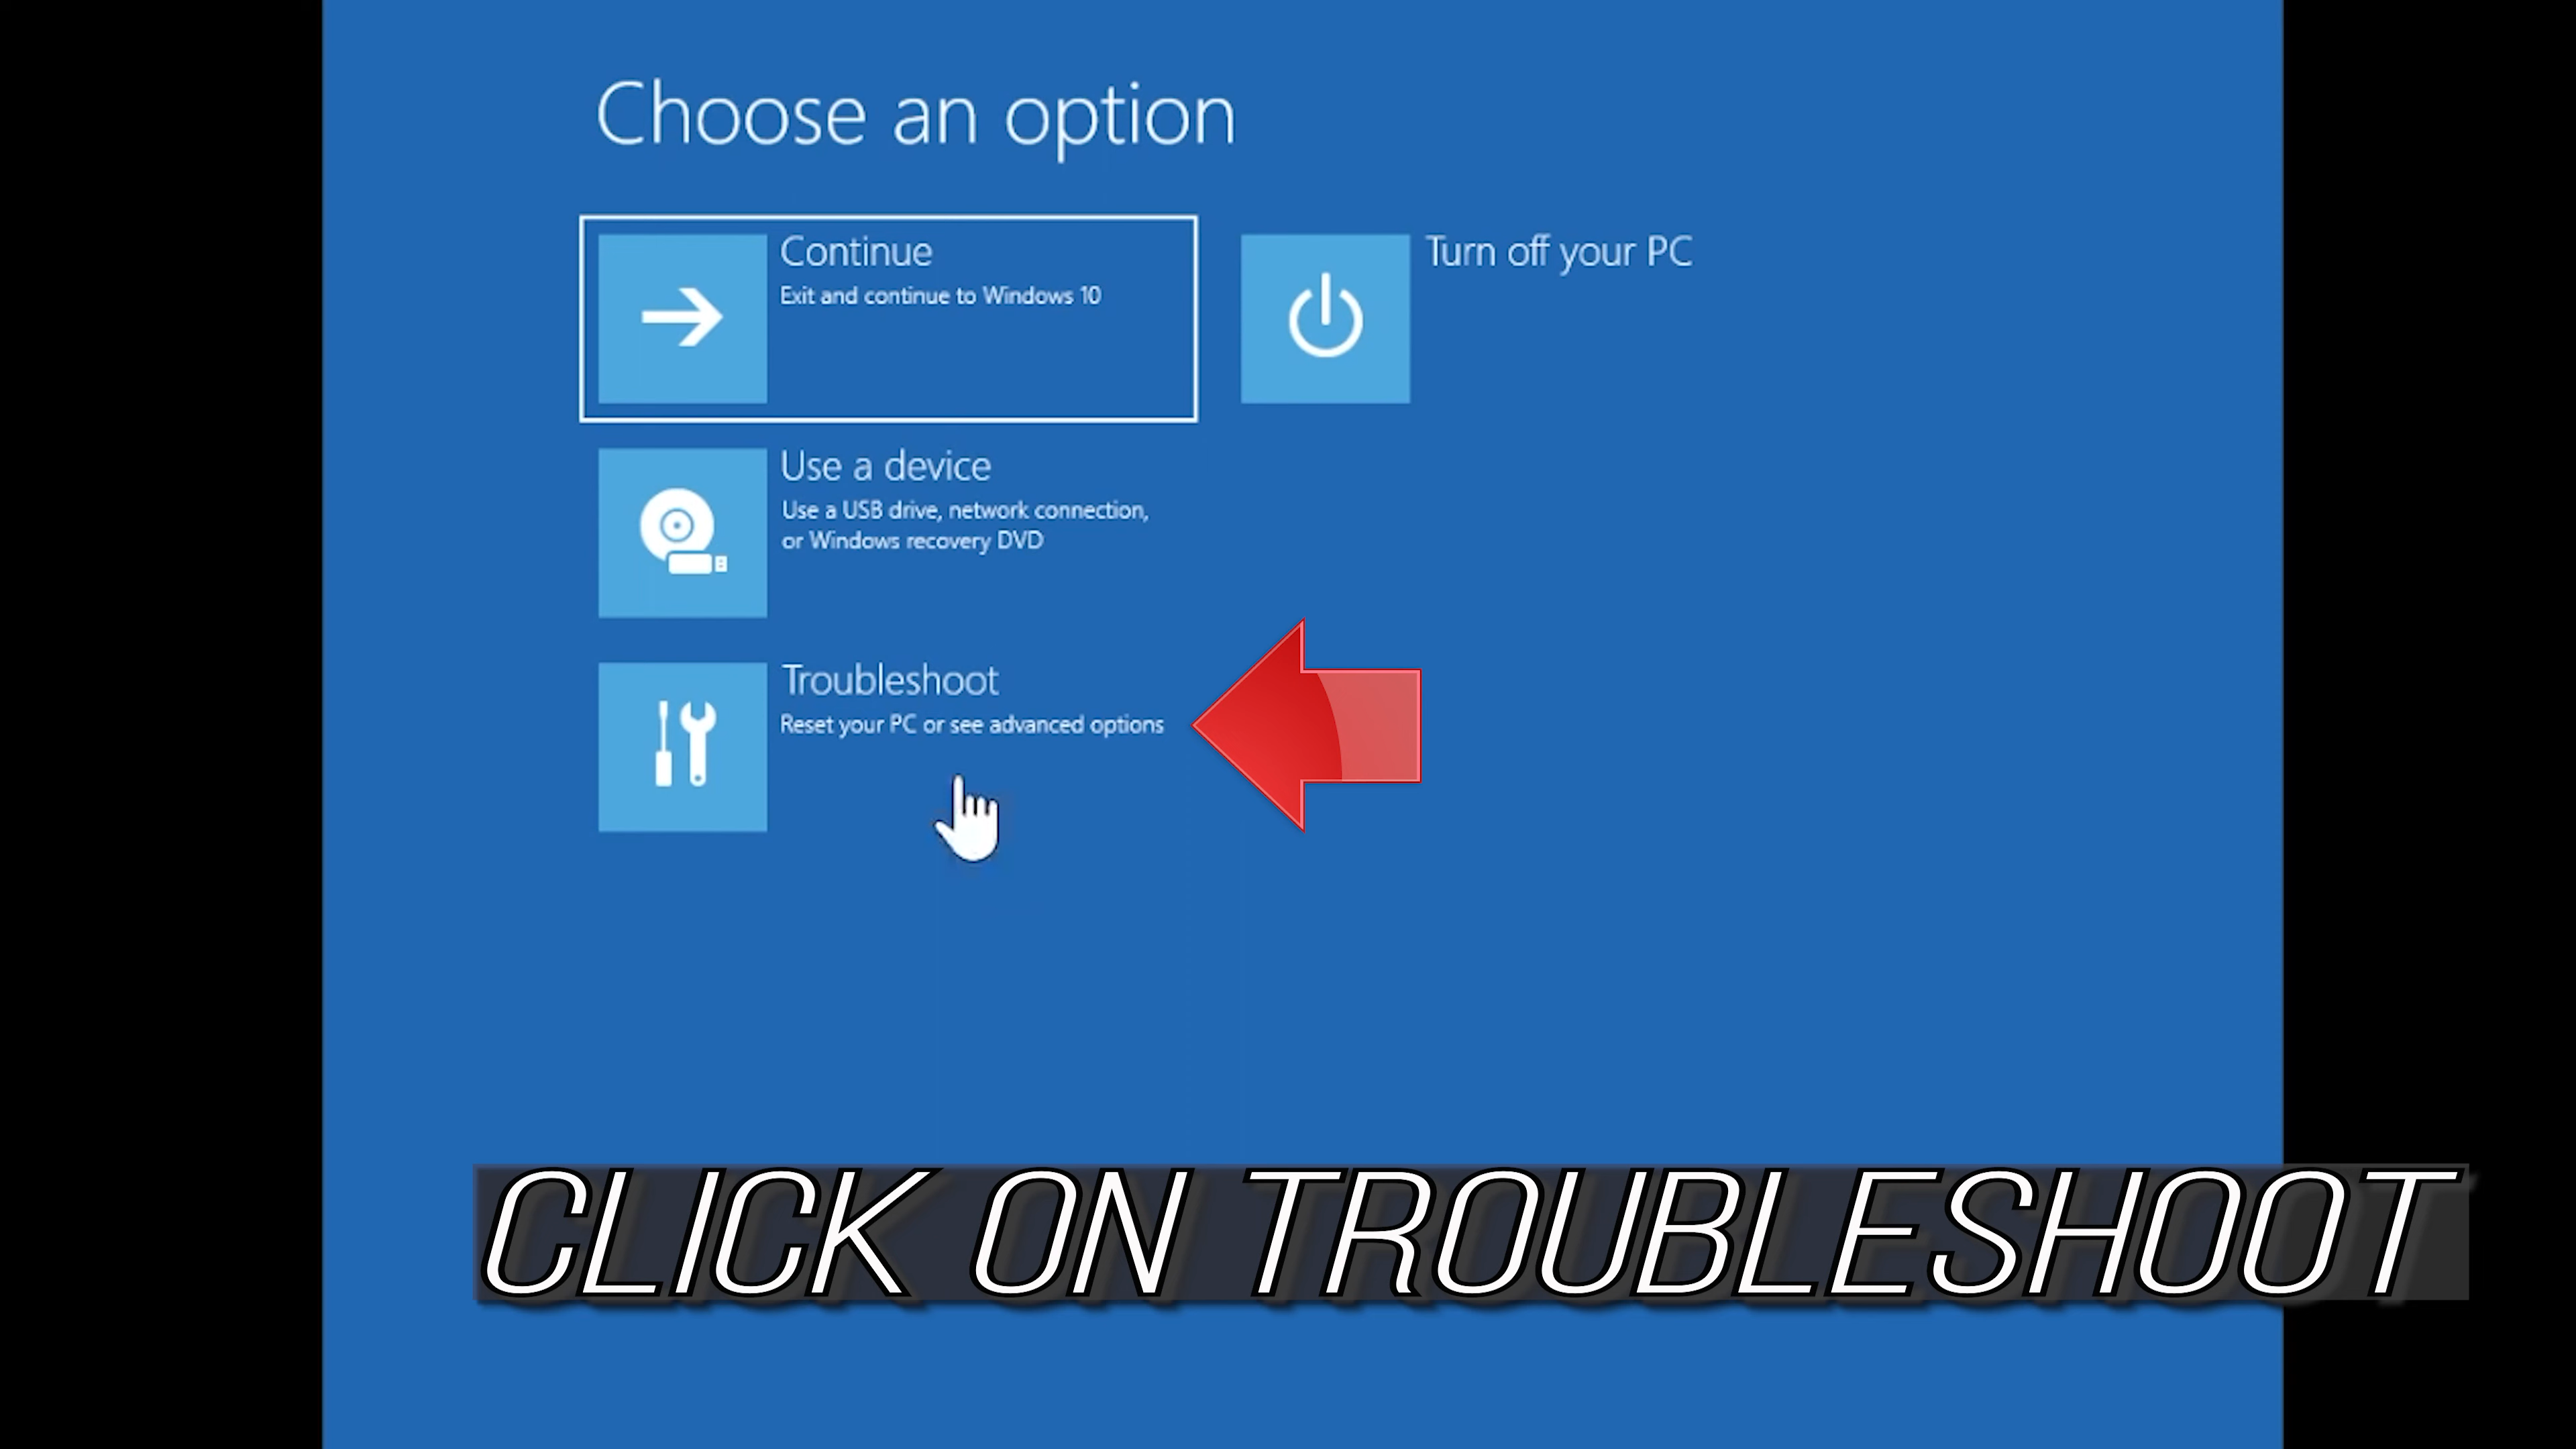 Choose an option
Continue
Exit and continue to Windows 10
Turn off your PC
Use a device
Use a USB drive, network connection,
or Windows recovery DVD
Troubleshoot
Reset your PC or see advanced options
CLICK ON TROUBLESHOOT